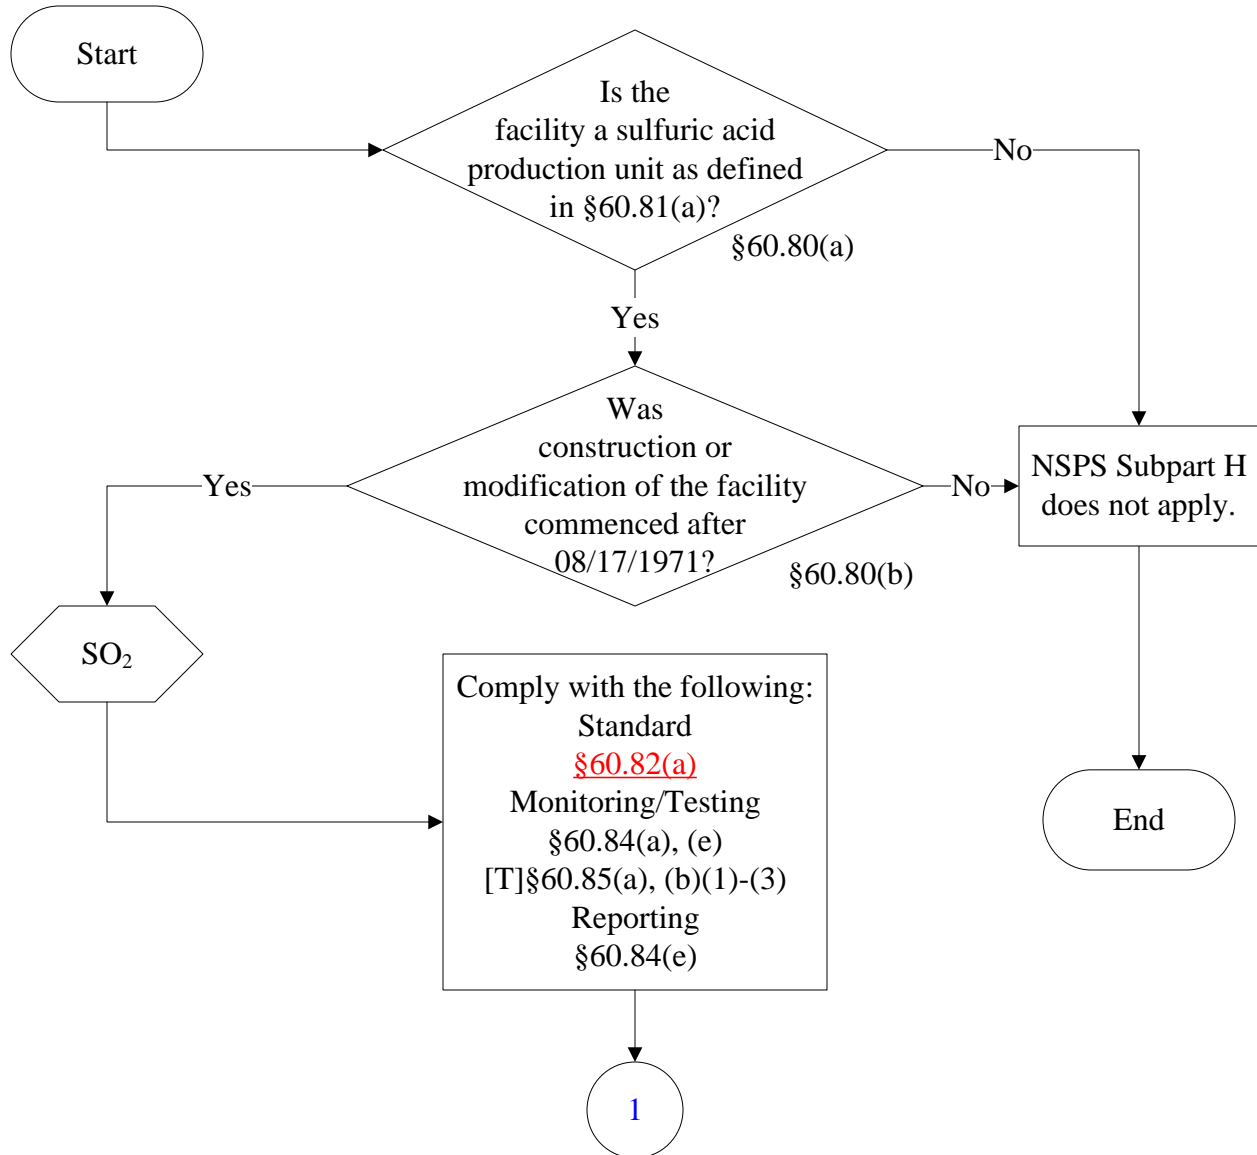 Start
Is the
facility a sulfuric acid
production unit as defined
in §60.81(a)?
§60.80(a)
No
Yes
Was
construction or
modification of the facility
commenced after
08/17/1971?
§60.80(b)
Yes
No
NSPS Subpart H
does not apply.
SO₂
Comply with the following:
Standard
§60.82(a)
Monitoring/Testing
§60.84(a), (e)
[T]§60.85(a), (b)(1)-(3)
Reporting
§60.84(e)
End
1